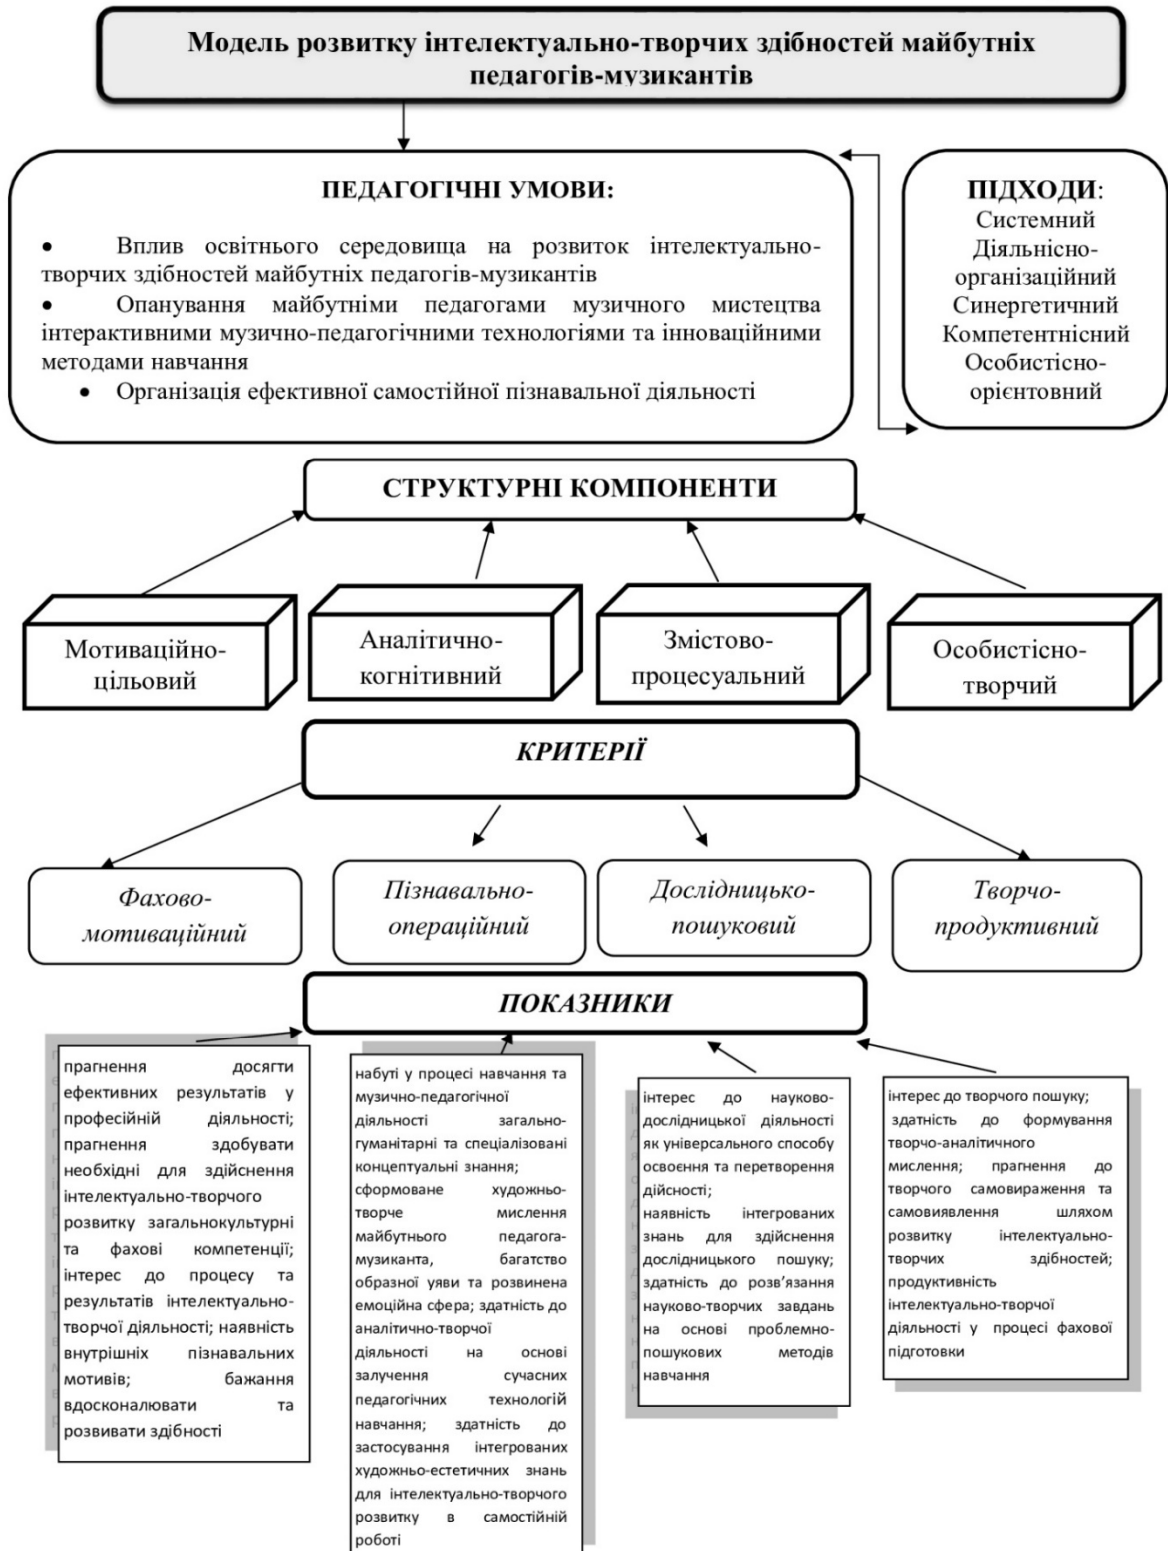 Модель розвитку інтелектуально-творчих здібностей майбутніх
педагогів-музикантів
ПЕДАГОГІЧНІ УМОВИ:
• Вплив освітнього середовища на розвиток інтелектуально-
творчих здібностей майбутніх педагогів-музикантів
• Опанування майбутніми педагогами музичного мистецтва
інтерактивними музично-педагогічними технологіями та інноваційними
методами навчання
• Організація ефективної самостійної пізнавальної діяльності
ПІДХОДИ:
Системний
Діяльнісно-
організаційний
Синергетичний
Компетентнісний
Особистісно-
орієнтовний
СТРУКТУРНІ КОМПОНЕНТИ
Мотиваційно-
цільовий
Аналітично-
когнітивний
Змістово-
процесуальний
Особистісно-
творчий
КРИТЕРІЇ
Фахово-
мотиваційний
Пізнавально-
операційний
Дослідницько-
пошуковий
Творчо-
продуктивний
ПОКАЗНИКИ
прагнення досягти
ефективних результатів у
професійній діяльності;
прагнення здобувати
необхідні для здійснення
інтелектуально-творчого
розвитку загальнокультурні
та фахові компетенції;
інтерес до процесу та
результатів інтелектуально-
творчої діяльності; наявність
внутрішніх пізнавальних
мотивів; бажання
вдосконалювати та
розвивати здібності
набуті у процесі навчання та
музично-педагогічної
діяльності загально-
гуманітарні та спеціалізовані
концептуальні знання;
сформоване художньо-
творче мислення
майбутнього педагога-
музиканта, багатство
образної уяви та розвинена
емоційна сфера; здатність до
аналітично-творчої
діяльності на основі
залучення сучасних
педагогічних технологій
навчання; здатність до
застосування інтегрованих
художньо-естетичних знань
для інтелектуально-творчого
розвитку в самостійній
роботі
інтерес до науково-
дослідницької діяльності
як універсального способу
освоєння та перетворення
дійсності;
наявність інтегрованих
знань для здійснення
дослідницького пошуку;
здатність до розв’язання
науково-творчих завдань
на основі проблемно-
пошукових методів
навчання
інтерес до творчого пошуку;
здатність до формування
творчо-аналітичного
мислення; прагнення до
творчого самовираження та
самовиявлення шляхом
розвитку інтелектуально-
творчих здібностей;
продуктивність
інтелектуально-творчої
діяльності у процесі фахової
підготовки